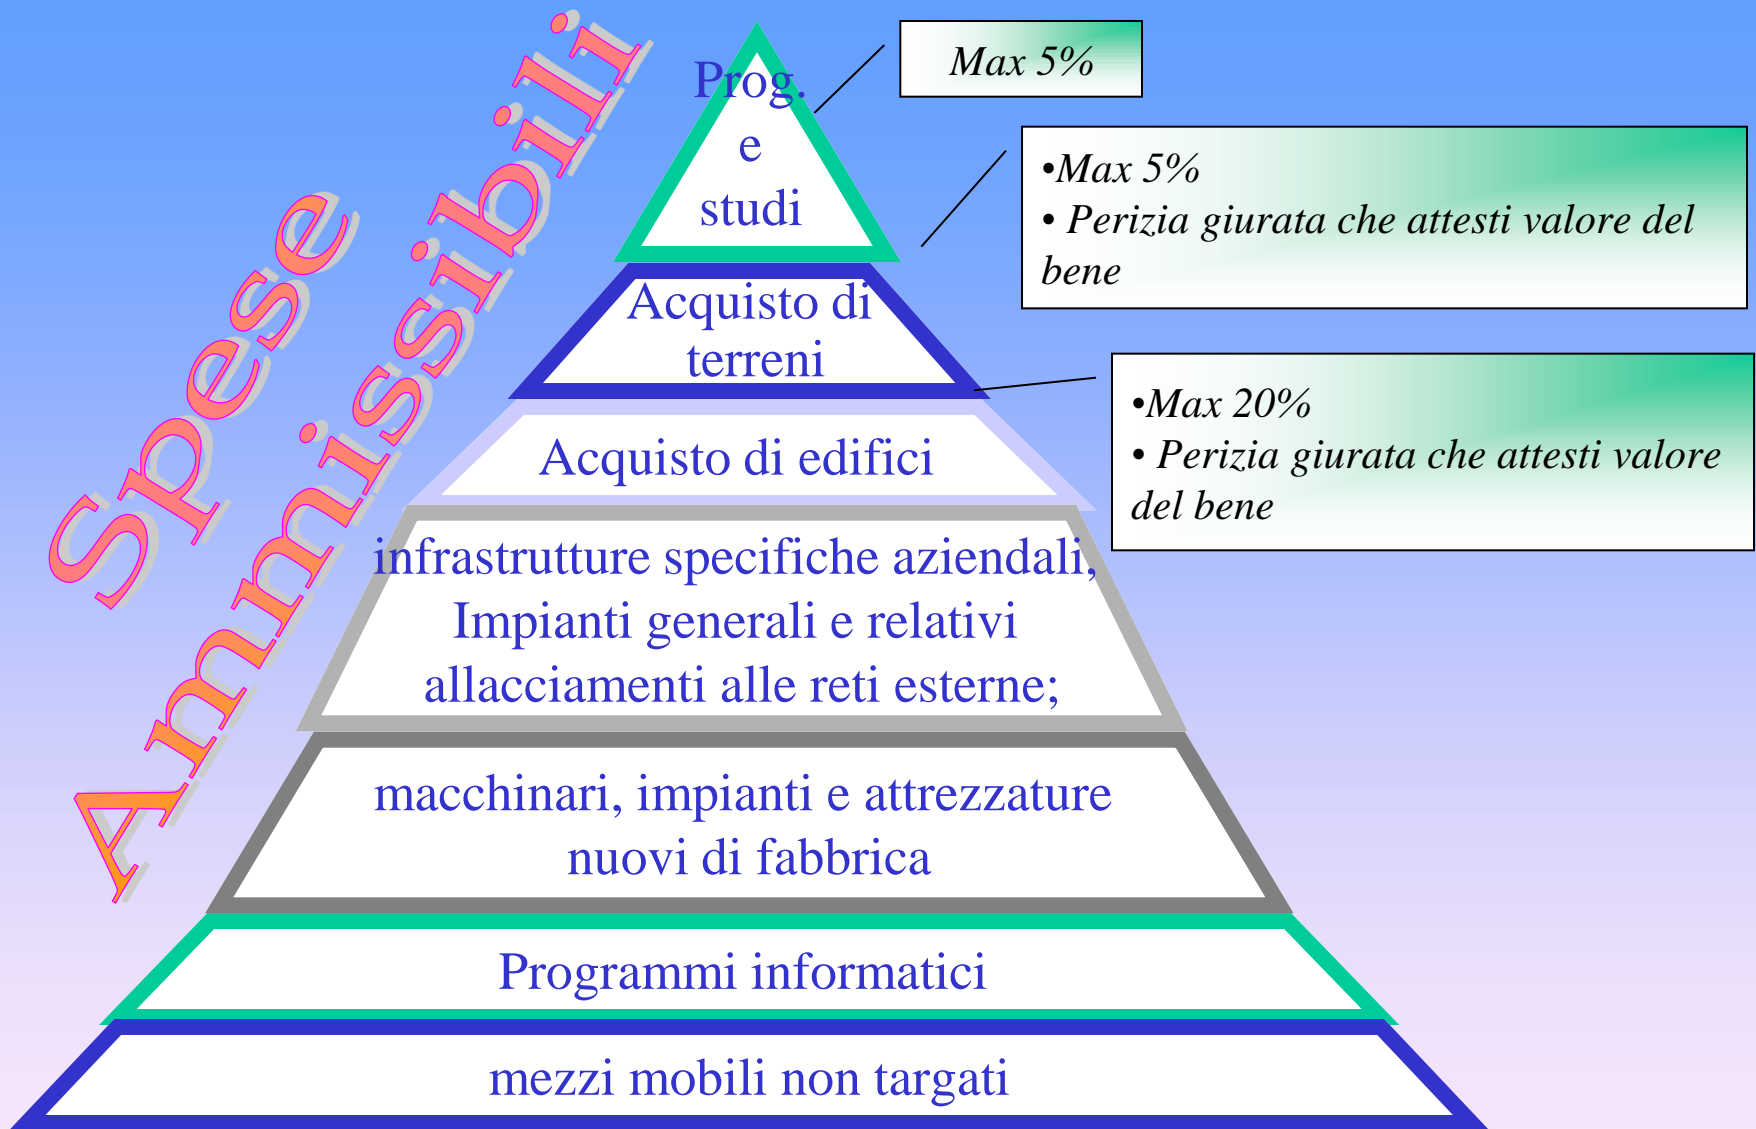 Spese
Ammissibili
Prog.
e
studi
Max 5%
•Max 5%
• Perizia giurata che attesti valore del
bene
Acquisto di
terreni
•Max 20%
• Perizia giurata che attesti valore
del bene
Acquisto di edifici
infrastrutture specifiche aziendali,
Impianti generali e relativi
allacciamenti alle reti esterne;
macchinari, impianti e attrezzature
nuovi di fabbrica
Programmi informatici
mezzi mobili non targati